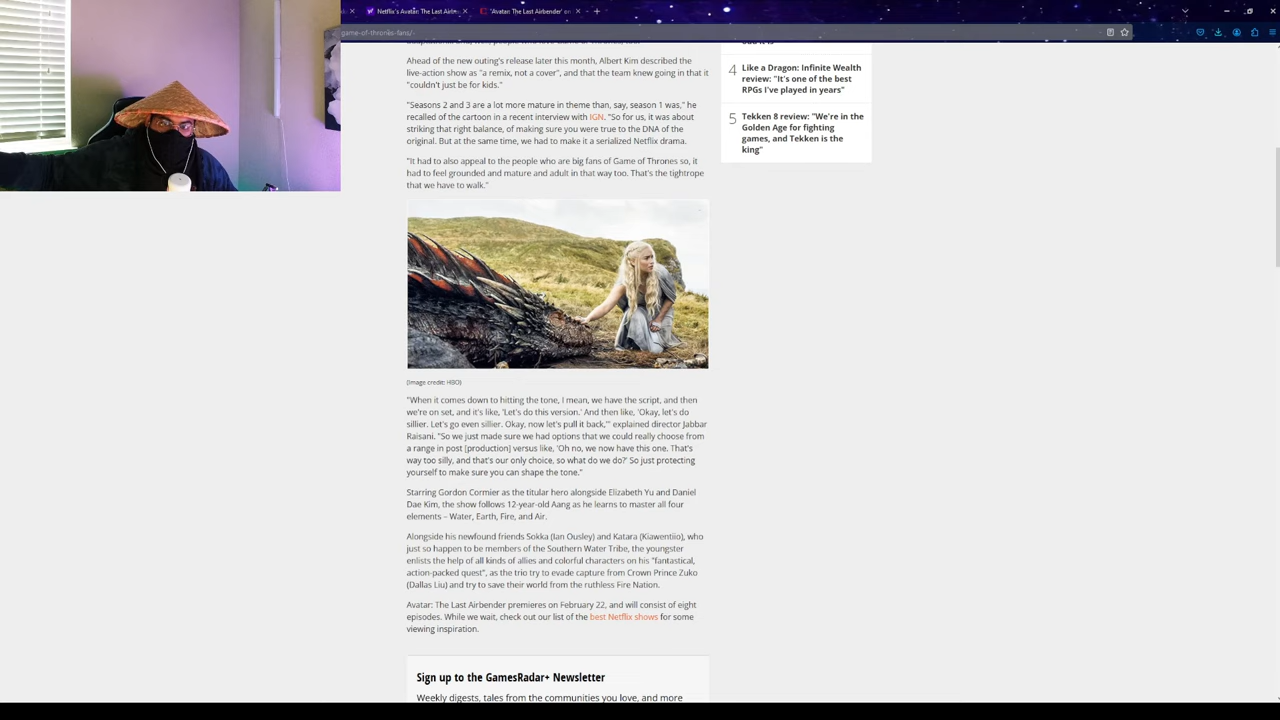 Netflix's Avatar: The Last Airbe
'Avatar: The Last Airbender' or
game-of-thrones-fans/
Ahead of the new outing's release later this month, Albert Kim described the
live-action show as "a remix, not a cover", and that the team knew going in that it
"couldn't just be for kids."
"Seasons 2 and 3 are a lot more mature in theme than, say, season 1 was," he
recalled of the cartoon in a recent interview with IGN. "So for us, it was about
striking that right balance, of making sure you were true to the DNA of the
original. But at the same time, we had to make it a serialized Netflix drama.
"It had to also appeal to the people who are big fans of Game of Thrones so, it
had to feel grounded and mature and adult in that way too. That's the tightrope
that we have to walk."
(Image credit: HBO)
"When it comes down to hitting the tone, I mean, we have the script, and then
we're on set, and it's like, 'Let's do this version.' And then like, 'Okay, let's do
sillier. Let's go even sillier. Okay, now let's pull it back,'" explained director Jabbar
Raisani. "So we just made sure we had options that we could really choose from
a range in post [production] versus like, 'Oh no, we now have this one. That's
way too silly, and that's our only choice, so what do we do?' So just protecting
yourself to make sure you can shape the tone."
Starring Gordon Cormier as the titular hero alongside Elizabeth Yu and Daniel
Dae Kim, the show follows 12-year-old Aang as he learns to master all four
elements – Water, Earth, Fire, and Air.
Alongside his newfound friends Sokka (Ian Ousley) and Katara (Kiawentiio), who
just so happen to be members of the Southern Water Tribe, the youngster
enlists the help of all kinds of allies and colorful characters on his "fantastical,
action-packed quest", as the trio try to evade capture from Crown Prince Zuko
(Dallas Liu) and try to save their world from the ruthless Fire Nation.
Avatar: The Last Airbender premieres on February 22, and will consist of eight
episodes. While we wait, check out our list of the best Netflix shows for some
viewing inspiration.
Sign up to the GamesRadar+ Newsletter
Weekly digests, tales from the communities you love, and more
4 Like a Dragon: Infinite Wealth
review: "It's one of the best
RPGs I've played in years"
5 Tekken 8 review: "We're in the
Golden Age for fighting
games, and Tekken is the
king"